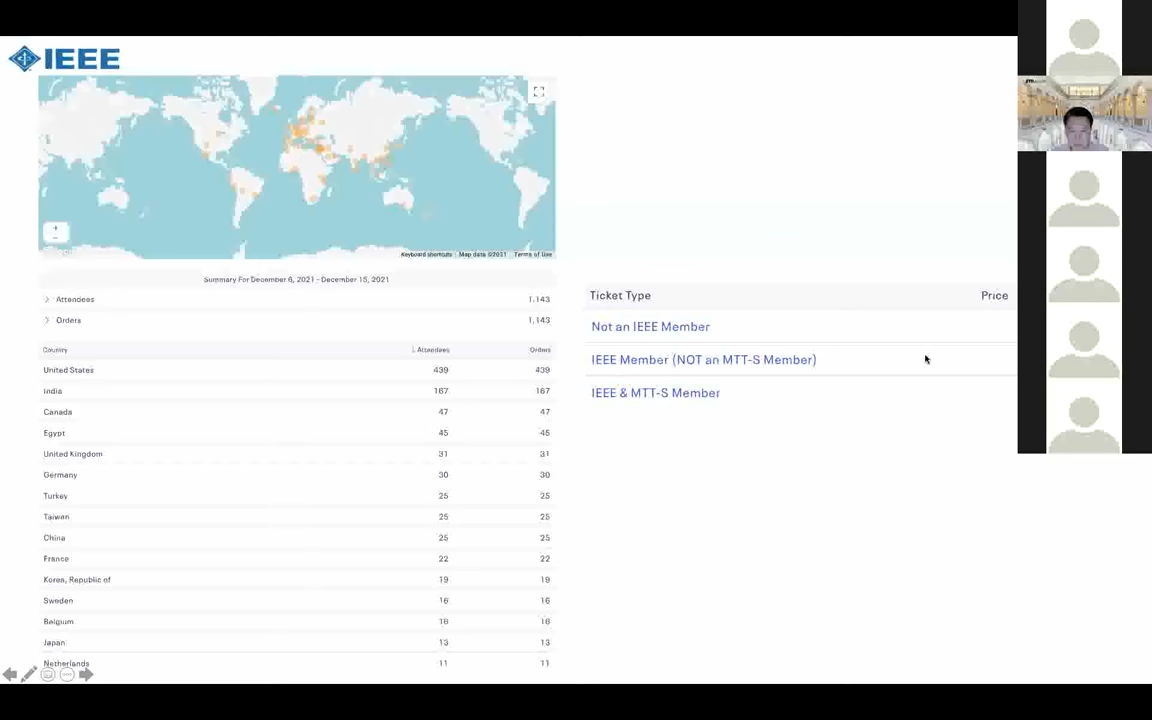 IEEE
Keyboard shortcuts Map data ©2021 Terms of Use
Summary For December 6, 2021 - December 15, 2021
Attendees 1,143
Orders 1,143
Country Attendees Orders
United States 439 439
India 167 167
Canada 47 47
Egypt 45 45
United Kingdom 31 31
Germany 30 30
Turkey 25 25
Taiwan 25 25
China 25 25
France 22 22
Korea, Republic of 19 19
Sweden 16 16
Belgium 16 16
Japan 13 13
Netherlands 11 11
Ticket Type Price
Not an IEEE Member
IEEE Member (NOT an MTT-S Member)
IEEE & MTT-S Member